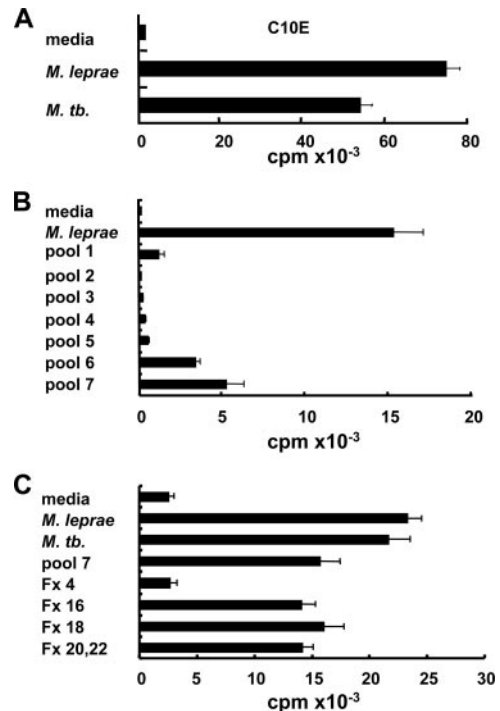 A
C10E
media
M. leprae
M. tb.
0 20 40 60 80
cpm x10-3
B
media
M. leprae
pool 1
pool 2
pool 3
pool 4
pool 5
pool 6
pool 7
0 5 10 15 20
cpm x10-3
C
media
M. leprae
M. tb.
pool 7
Fx 4
Fx 16
Fx 18
Fx 20,22
0 5 10 15 20 25 30
cpm x10-3